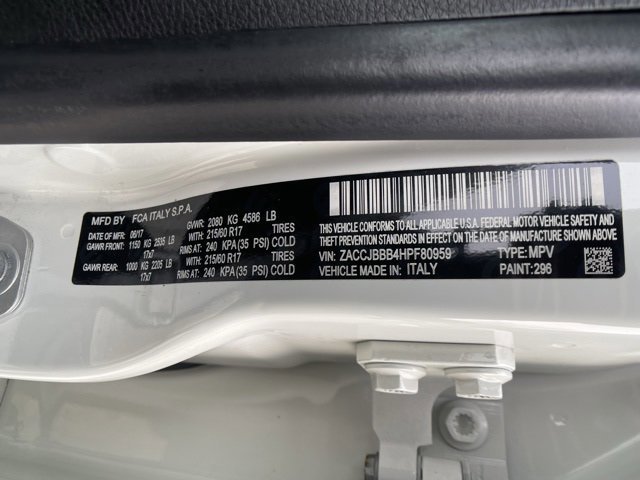 MFD BY FCA ITALY S.P.A.
DATE OF MFR 06/17 GVWR: 2080 KG 4586 LB
GAWR FRONT: 1150 KG 2535 LB WITH 215/60 R17 TIRES
17x7 RIMS AT: 240 KPA (35 PSI) COLD
GAWR REAR: 1000 KG 2205 LB WITH 215/60 R17 TIRES
17x7 RIMS AT: 240 KPA (35 PSI) COLD
THIS VEHICLE CONFORMS TO ALL APPLICABLE U.S.A. FEDERAL MOTOR VEHICLE SAFETY
AND THEFT PREVENTION STANDARDS IN EFFECT ON THE DATE OF MANUFACTURE SHOWN ABOVE.
VIN: ZACCJBBB4HPF80959 TYPE: MPV
VEHICLE MADE IN: ITALY PAINT: 296